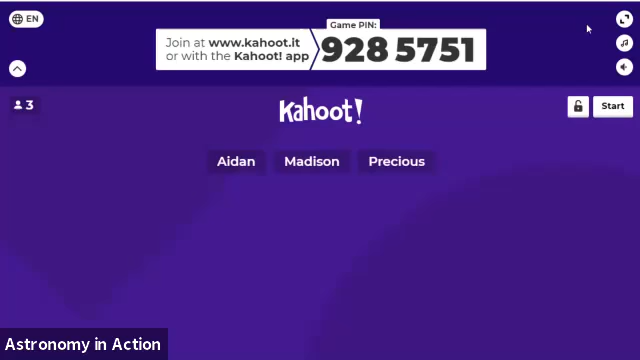 EN
Game PIN:
Join at www.kahoot.it
or with the Kahoot! app
928 5751
3
Kahoot!
Start
Aidan Madison Precious
Astronomy in Action